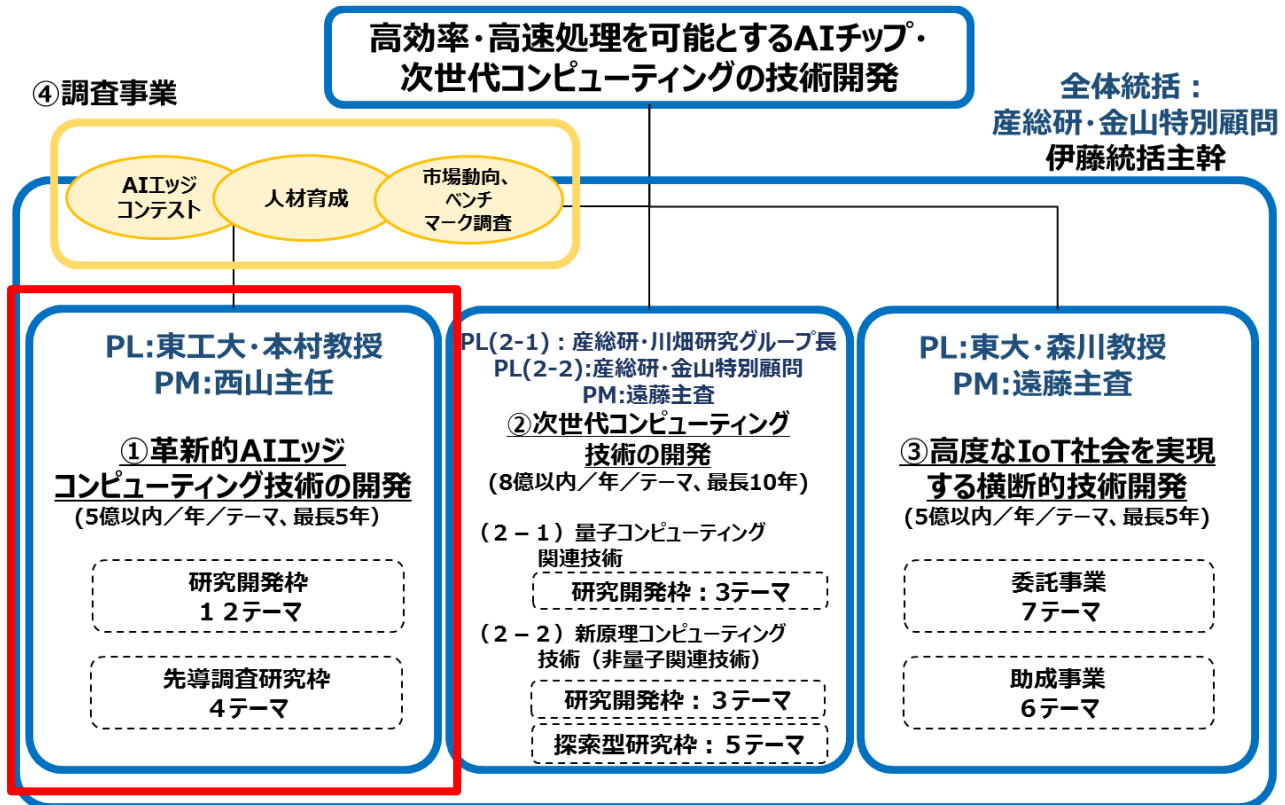 高効率・高速処理を可能とするAIチップ・
次世代コンピューティングの技術開発
④調査事業
全体統括：
産総研・金山特別顧問
伊藤統括主幹
AIエッジ
コンテスト
人材育成
市場動向、
ベンチ
マーク調査
PL:東工大・本村教授
PM:西山主任
①革新的AIエッジ
コンピューティング技術の開発
(5億以内／年／テーマ、最長5年)
研究開発枠
１２テーマ
先導調査研究枠
４テーマ
PL(2-1)：産総研・川畑研究グループ長
PL(2-2):産総研・金山特別顧問
PM:遠藤主査
②次世代コンピューティング
技術の開発
(8億以内／年／テーマ、最長10年)
（２－１）量子コンピューティング
関連技術
研究開発枠：3テーマ
（２－２）新原理コンピューティング
技術（非量子関連技術）
研究開発枠：３テーマ
探索型研究枠：５テーマ
PL:東大・森川教授
PM:遠藤主査
③高度なIoT社会を実現
する横断的技術開発
(5億以内／年／テーマ、最長5年)
委託事業
７テーマ
助成事業
６テーマ